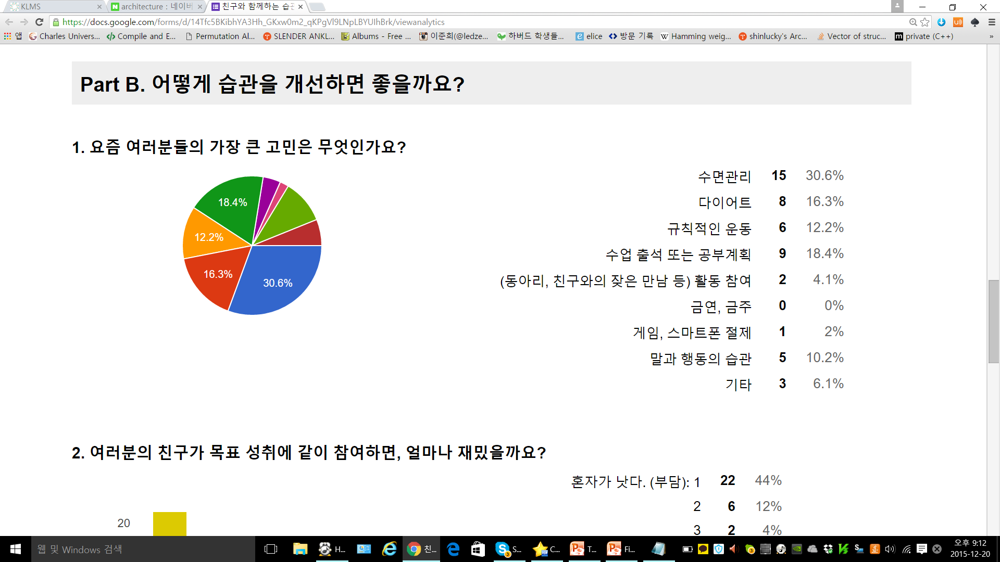 KLMS
architecture : 네이버
친구와 함께하는 습관
https://docs.google.com/forms/d/14Tfc5BKibhYA3Hh_GKxw0m2_qKPgVl9LNpLBYUIhBrk/viewanalytics
앱 Charles Univers... Compile and E... Permutation Al... SLENDER ANKL... Albums - Free ... 이준희(@ledze... 하버드 학생들... elice 방문 기록 Hamming weig... shinlucky's Arc... Vector of struc... private (C++) »
Part B. 어떻게 습관을 개선하면 좋을까요?
1. 요즘 여러분들의 가장 큰 고민은 무엇인가요?
18.4%
12.2%
16.3%
30.6%
수면관리 15 30.6%
다이어트 8 16.3%
규칙적인 운동 6 12.2%
수업 출석 또는 공부계획 9 18.4%
(동아리, 친구와의 잦은 만남 등) 활동 참여 2 4.1%
금연, 금주 0 0%
게임, 스마트폰 절제 1 2%
말과 행동의 습관 5 10.2%
기타 3 6.1%
2. 여러분의 친구가 목표 성취에 같이 참여하면, 얼마나 재밌을까요?
혼자가 낫다. (부담): 1 22 44%
2 6 12%
3 2 4%
20
웹 및 Windows 검색
H... 친... S... C... T... Fi...
오후 9:12
2015-12-20